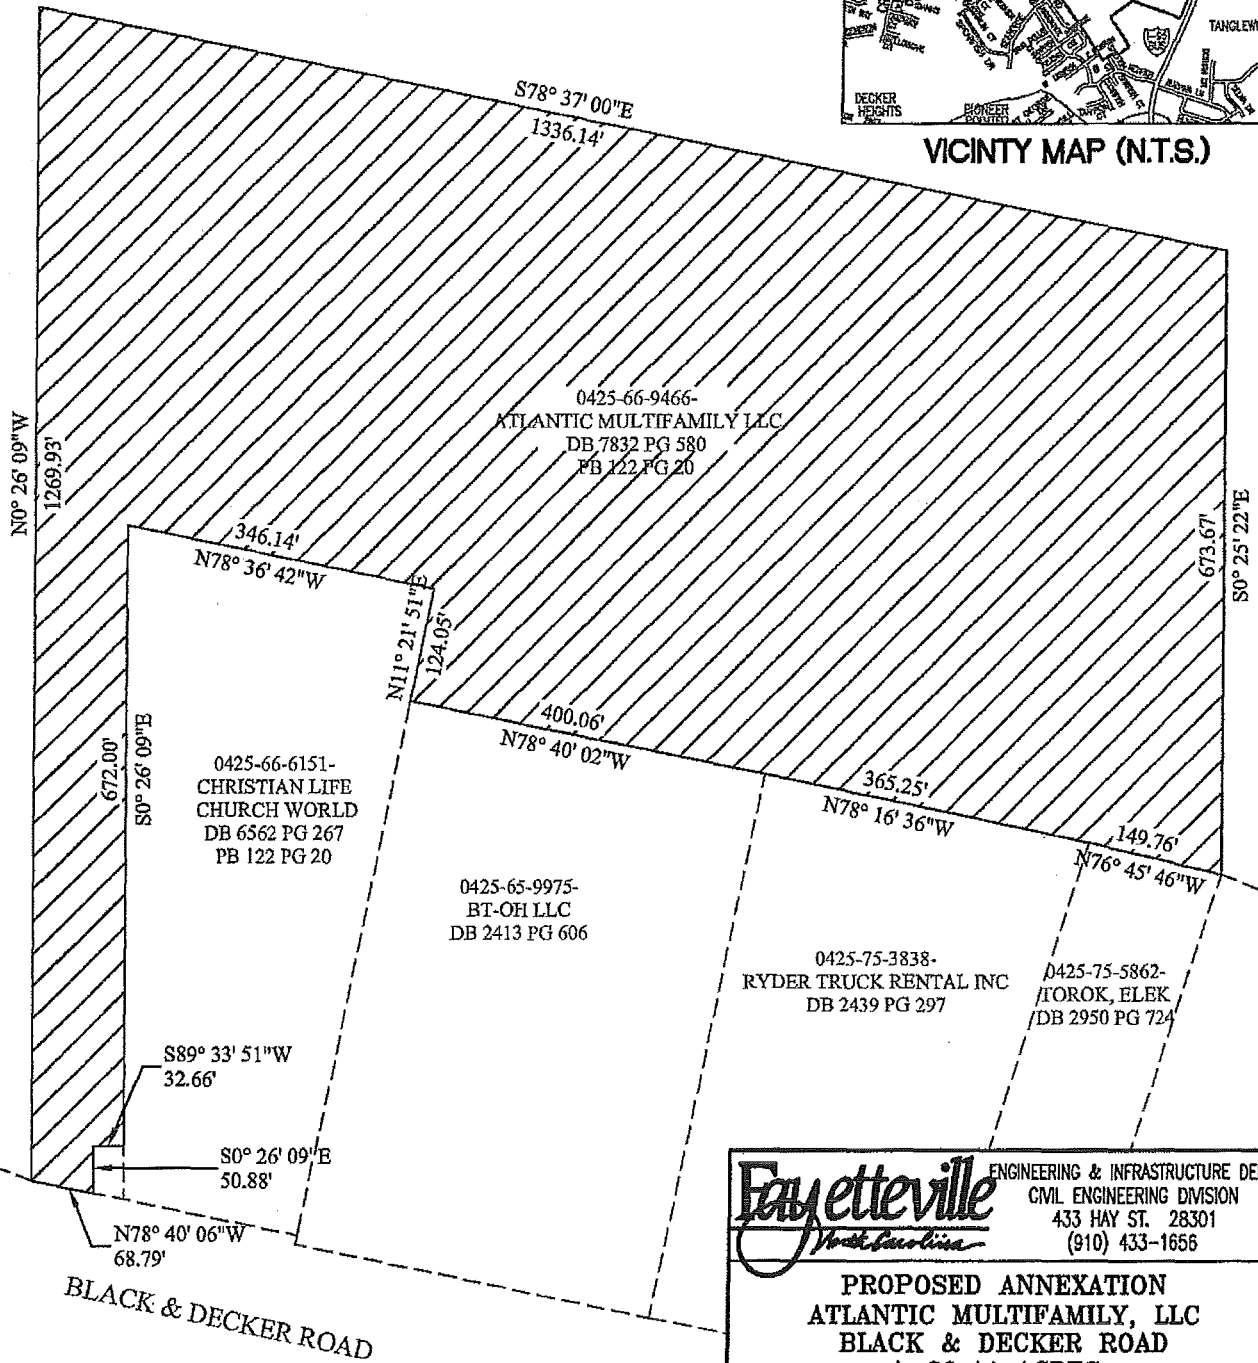 TANGLEW
DECKER
HEIGHTS
PIONEER
VICINTY MAP (N.T.S.)
S78° 37' 00"E
1336.14'
N0° 26' 09"W
1269.93'
0425-66-9466-
ATLANTIC MULTIFAMILY LLC
DB 7832 PG 580
PB 122 PG 20
673.67'
S0° 25' 22"E
346.14'
N78° 36' 42"W
N11° 21' 51"E
124.05'
400.06'
N78° 40' 02"W
365.25'
N78° 16' 36"W
149.76'
N76° 45' 46"W
672.00'
S0° 26' 09"E
0425-66-6151-
CHRISTIAN LIFE
CHURCH WORLD
DB 6562 PG 267
PB 122 PG 20
0425-65-9975-
BT-OH LLC
DB 2413 PG 606
0425-75-3838-
RYDER TRUCK RENTAL INC
DB 2439 PG 297
0425-75-5862-
TOROK, ELEK
DB 2950 PG 724
S89° 33' 51"W
32.66'
S0° 26' 09"E
50.88'
N78° 40' 06"W
68.79'
BLACK & DECKER ROAD
Fayetteville
North Carolina
ENGINEERING & INFRASTRUCTURE DE
CIVIL ENGINEERING DIVISION
433 HAY ST. 28301
(910) 433-1656
PROPOSED ANNEXATION
ATLANTIC MULTIFAMILY, LLC
BLACK & DECKER ROAD